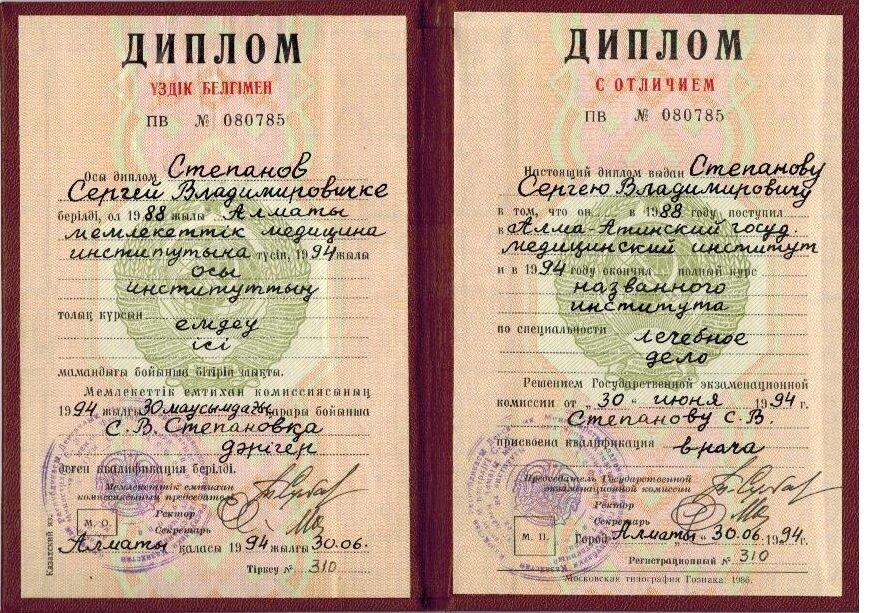 ДИПЛОМ
ҮЗДІК БЕЛГІМЕН
ПВ № 080785
Осы диплом Степанов
Сергей Владимировичке
берілді, ол 1988 жылы Алматы
мемлекеттік медицина
институтына түсіп, 1994 жылы
осы
институттың
толық курсын
емдеу
ісі
мамандығы бойынша бітіріп шықты.
Мемлекеттік емтихан комиссиясының
1994 жылғы 30 маусымдағы қарары бойынша
С.В. Степановқа
дәрігер
деген квалификация берілді.
Мемлекеттік емтихан
комиссиясының председателі
Ректор
Секретарь
М. О.
Алматы қаласы 1994 жылғы 30.06.
Тіркеу № 310
Казахский яз.
ДИПЛОМ
С ОТЛИЧИЕМ
ПВ № 080785
Настоящий диплом выдан Степанову
Сергею Владимировичу
в том, что он в 1988 году поступил
в Алма-Атинский госуд.
медицинский институт
и в 1994 году окончил полный курс
названного
института
по специальности
лечебное
дело
Решением Государственной экзаменационной
комиссии от „30“ июня 1994 г.
Степанову С.В.
присвоена квалификация
врача
Председатель Государственной
экзаменационной комиссии
Ректор
Секретарь
М. П.
Город Алматы „ 30.06. 1994 г.
Регистрационный № 310
Московская типография Гознака. 1986.